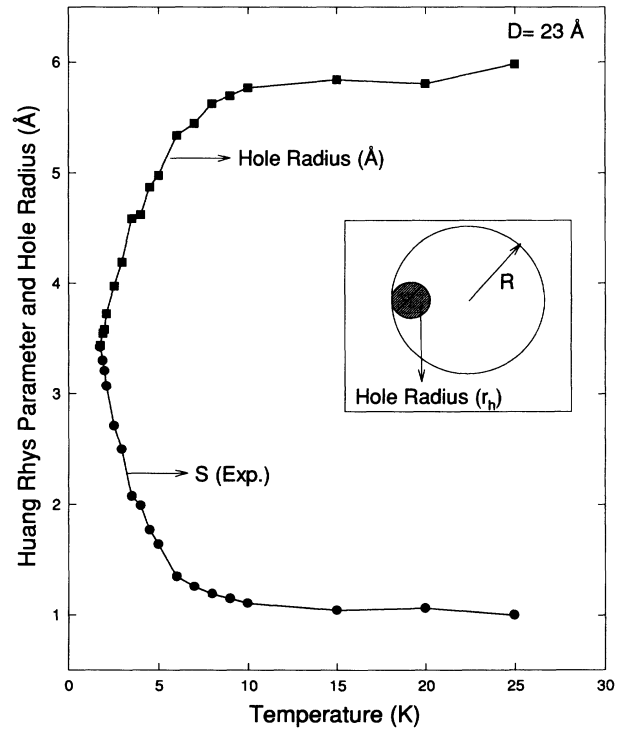 D= 23 Å
6
5
4
3
2
1
Huang Rhys Parameter and Hole Radius (Å)
Hole Radius (Å)
R
Hole Radius (rh)
S (Exp.)
0 5 10 15 20 25 30
Temperature (K)